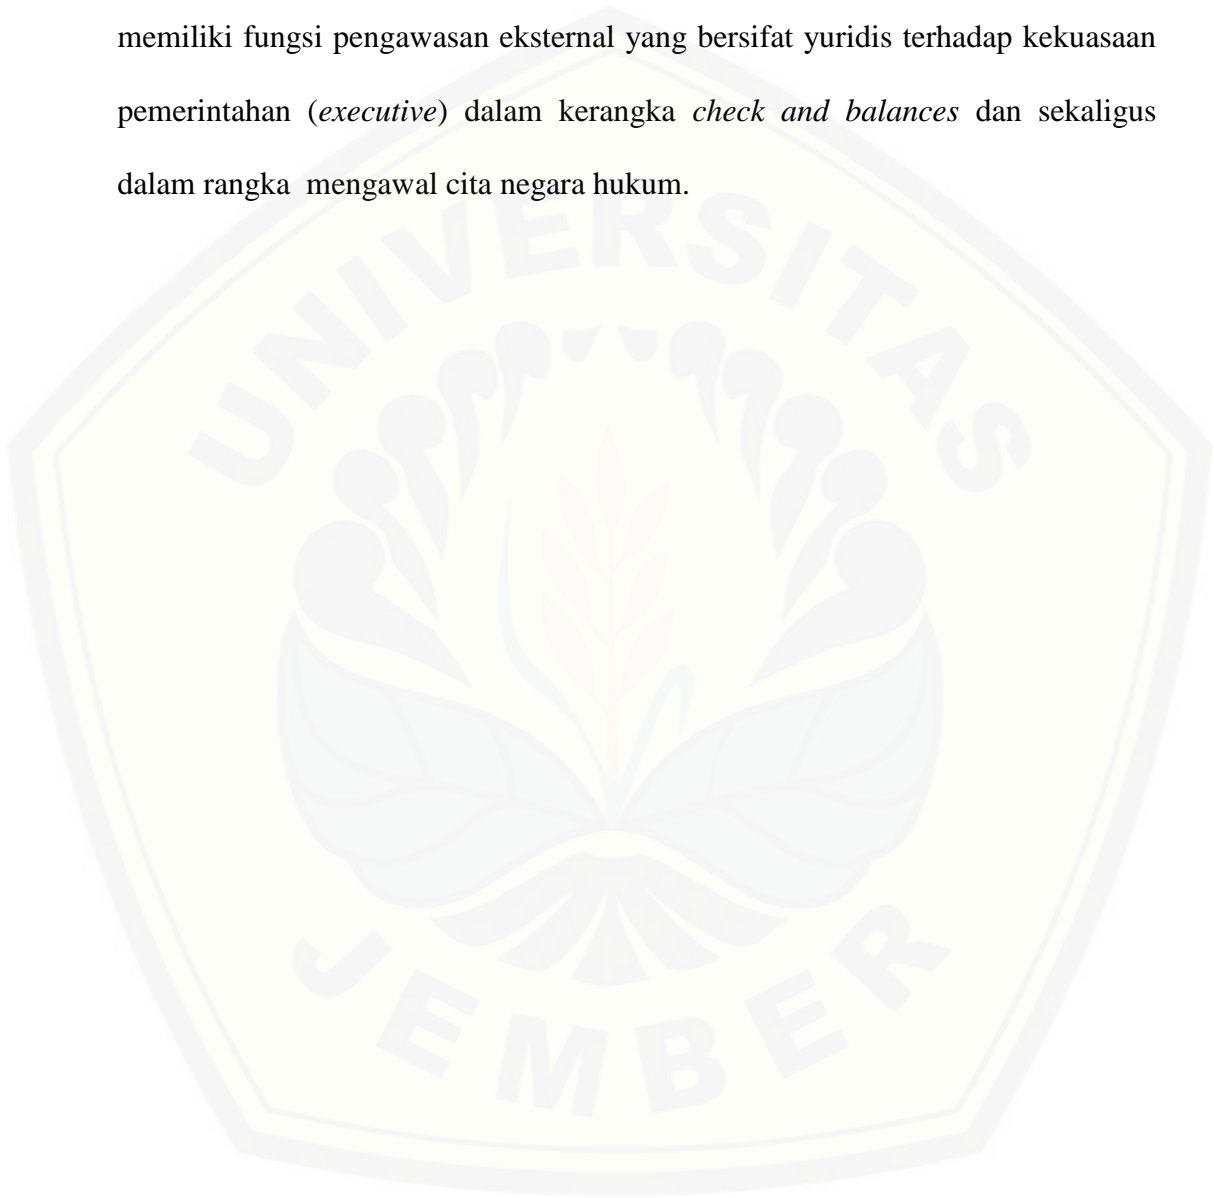 memiliki fungsi pengawasan eksternal yang bersifat yuridis terhadap kekuasaan
pemerintahan (executive) dalam kerangka check and balances dan sekaligus
dalam rangka mengawal cita negara hukum.
UNIVERSITAS
JEMBER